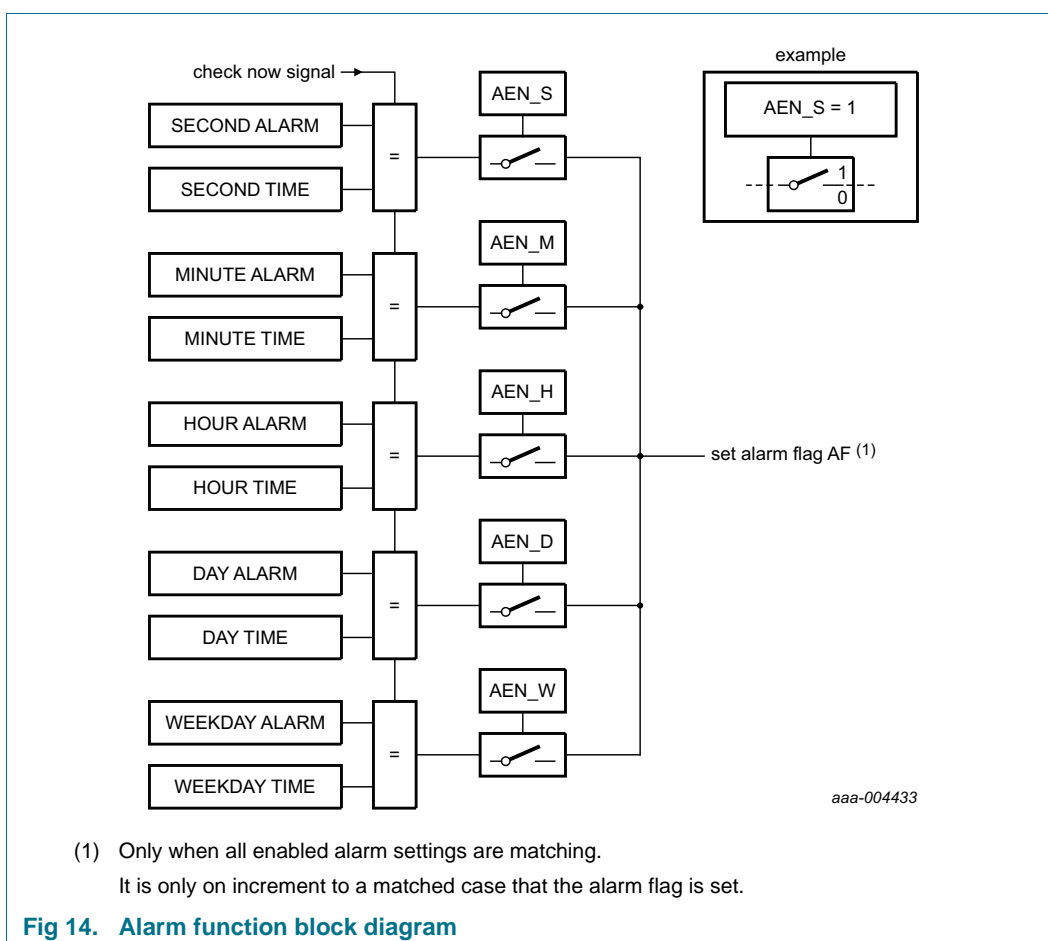 check now signal
example
AEN_S
AEN_S = 1
SECOND ALARM
=
1
0
SECOND TIME
AEN_M
MINUTE ALARM
=
MINUTE TIME
AEN_H
HOUR ALARM
=
set alarm flag AF (1)
HOUR TIME
AEN_D
DAY ALARM
=
DAY TIME
AEN_W
WEEKDAY ALARM
=
WEEKDAY TIME
aaa-004433
(1) Only when all enabled alarm settings are matching.
It is only on increment to a matched case that the alarm flag is set.
Fig 14. Alarm function block diagram